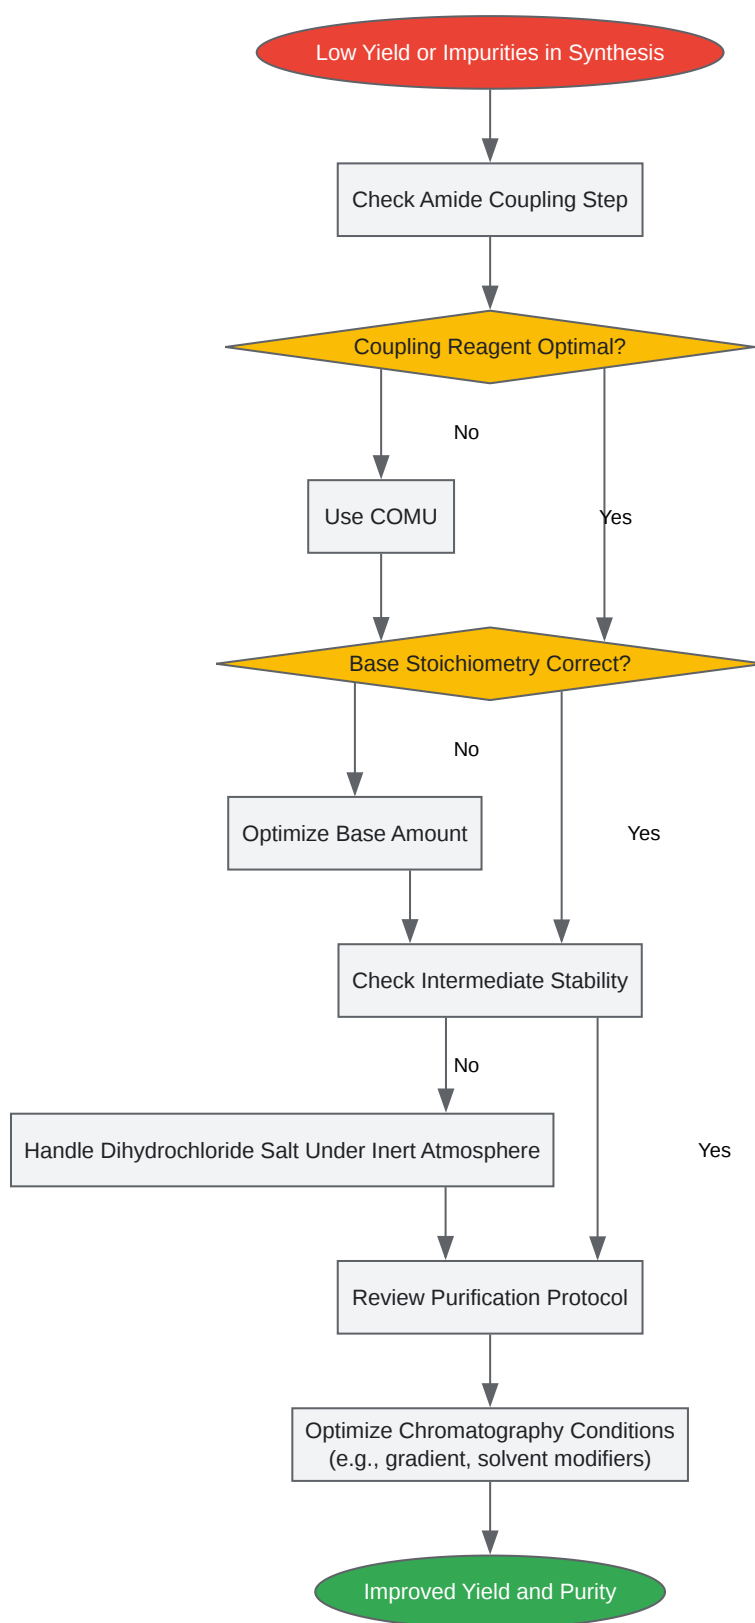 Low Yield or Impurities in Synthesis
Check Amide Coupling Step
Coupling Reagent Optimal?
No
Use COMU
Yes
Base Stoichiometry Correct?
No
Optimize Base Amount
Yes
Check Intermediate Stability
No
Handle Dihydrochloride Salt Under Inert Atmosphere
Yes
Review Purification Protocol
Optimize Chromatography Conditions
(e.g., gradient, solvent modifiers)
Improved Yield and Purity